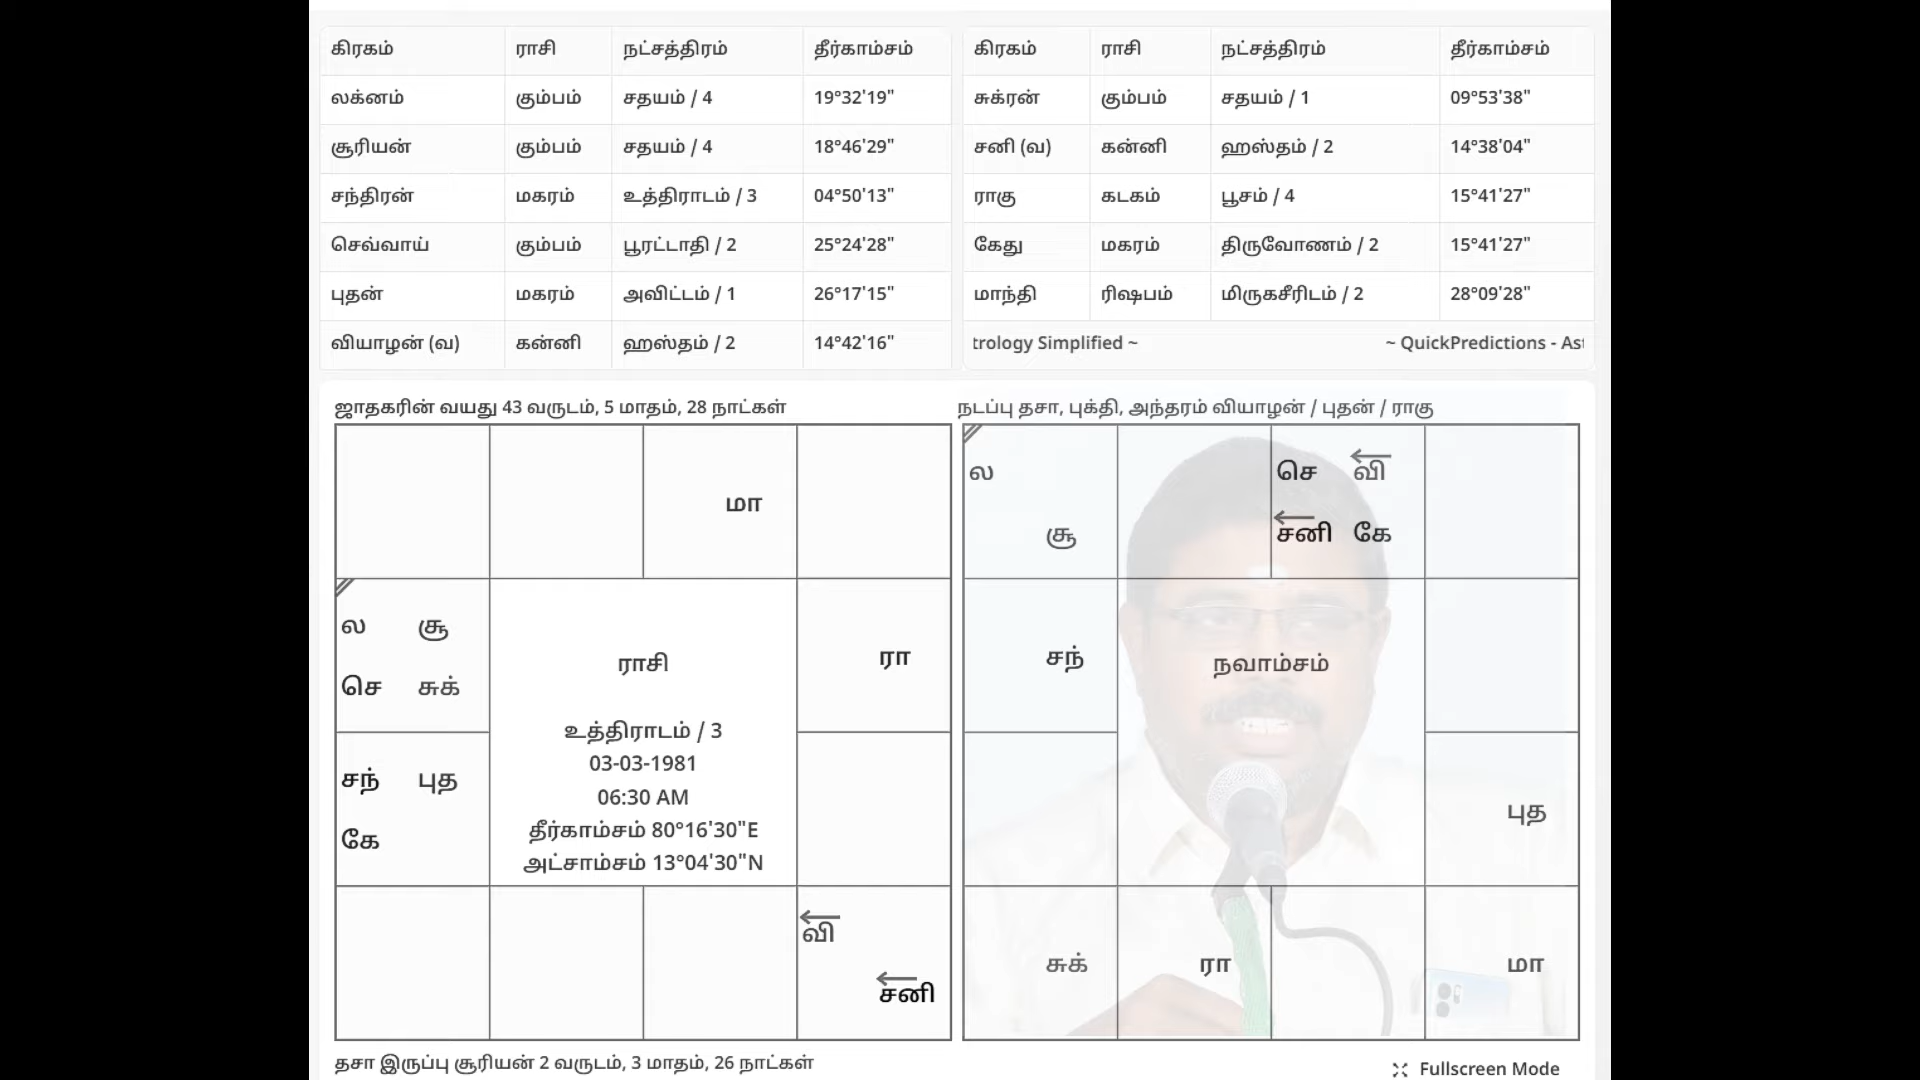 கிரகம் ராசி நட்சத்திரம் தீர்காம்சம்
லக்னம் கும்பம் சதயம் / 4 19°32'19"
சூரியன் கும்பம் சதயம் / 4 18°46'29"
சந்திரன் மகரம் உத்திராடம் / 3 04°50'13"
செவ்வாய் கும்பம் பூரட்டாதி / 2 25°24'28"
புதன் மகரம் அவிட்டம் / 1 26°17'15"
வியாழன் (வ) கன்னி ஹஸ்தம் / 2 14°42'16"
கிரகம் ராசி நட்சத்திரம் தீர்காம்சம்
சுக்ரன் கும்பம் சதயம் / 1 09°53'38"
சனி (வ) கன்னி ஹஸ்தம் / 2 14°38'04"
ராகு கடகம் பூசம் / 4 15°41'27"
கேது மகரம் திருவோணம் / 2 15°41'27"
மாந்தி ரிஷபம் மிருகசீரிடம் / 2 28°09'28"
trology Simplified ~ ~ QuickPredictions - Ast
ஜாதகரின் வயது 43 வருடம், 5 மாதம், 28 நாட்கள்
மா
ல சூ
செ சுக்
ரா
சந் புத
கே
வி
சனி
ராசி
உத்திராடம் / 3
03-03-1981
06:30 AM
தீர்காம்சம் 80°16'30"E
அட்சாம்சம் 13°04'30"N
தசா இருப்பு சூரியன் 2 வருடம், 3 மாதம், 26 நாட்கள்
நடப்பு தசா, புக்தி, அந்தரம் வியாழன் / புதன் / ராகு
ல செ வி
சூ சனி கே
சந் நவாம்சம்
புத
சுக் ரா மா
Fullscreen Mode